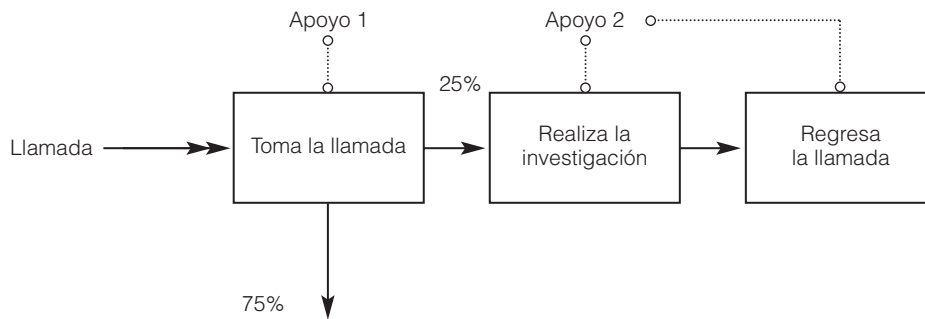 Apoyo 1
Apoyo 2
25%
Llamada
Toma la llamada
Realiza la
investigación
Regresa
la llamada
75%